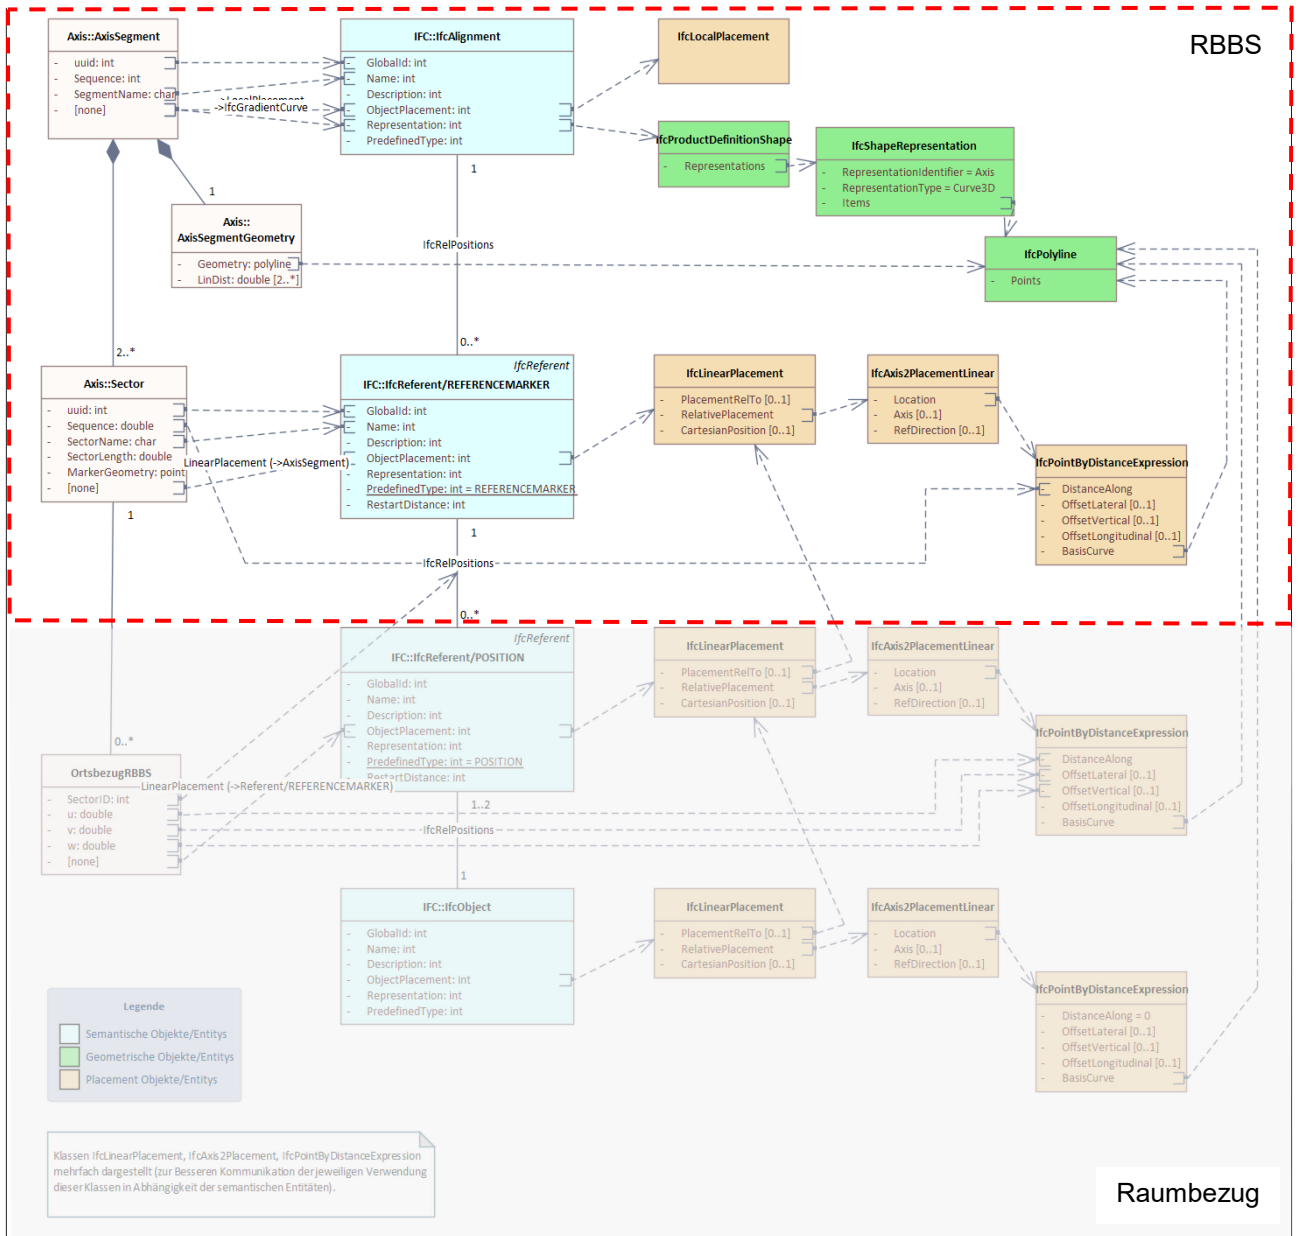 RBBS
Axis::AxisSegment
- uuid: int
- Sequence: int
- SegmentName: char
- [none]
->IfcGradientCurve
IFC::IfcAlignment
- GlobalId: int
- Name: int
- Description: int
- ObjectPlacement: int
- Representation: int
- PredefinedType: int
IfcLocalPlacement
IfcProductDefinitionShape
- Representations
IfcShapeRepresentation
- RepresentationIdentifier = Axis
- RepresentationType = Curve3D
- Items
1
1
Axis::
AxisSegmentGeometry
- Geometry: polyline
- LinDist: double [2..*]
IfcRelPositions
IfcPolyline
- Points
2..*
0..*
Axis::Sector
- uuid: int
- Sequence: double
- SectorName: char
- SectorLength: double
- MarkerGeometry: point
- [none]
LinearPlacement (->AxisSegment)
IfcReferent
IFC::IfcReferent/REFERENCEMARKER
- GlobalId: int
- Name: int
- Description: int
- ObjectPlacement: int
- Representation: int
- PredefinedType: int = REFERENCEMARKER
- RestartDistance: int
IfcLinearPlacement
- PlacementRelTo [0..1]
- RelativePlacement
- CartesianPosition [0..1]
IfcAxis2PlacementLinear
- Location
- Axis [0..1]
- RefDirection [0..1]
IfcPointByDistanceExpression
- DistanceAlong
- OffsetLateral [0..1]
- OffsetVertical [0..1]
- OffsetLongitudinal [0..1]
- BasisCurve
1
1
IfcRelPositions
0..*
IfcReferent
IFC::IfcReferent/POSITION
- GlobalId: int
- Name: int
- Description: int
- ObjectPlacement: int
- Representation: int
- PredefinedType: int = POSITION
- RestartDistance: int
IfcLinearPlacement
- PlacementRelTo [0..1]
- RelativePlacement
- CartesianPosition [0..1]
IfcAxis2PlacementLinear
- Location
- Axis [0..1]
- RefDirection [0..1]
IfcPointByDistanceExpression
- DistanceAlong
- OffsetLateral [0..1]
- OffsetVertical [0..1]
- OffsetLongitudinal [0..1]
- BasisCurve
0..*
OrtsbezugRBBS
- SectorID: int
- u: double
- v: double
- w: double
- [none]
LinearPlacement (->Referent/REFERENCEMARKER)
1..2
IfcRelPositions
1
IFC::IfcObject
- GlobalId: int
- Name: int
- Description: int
- ObjectPlacement: int
- Representation: int
- PredefinedType: int
IfcLinearPlacement
- PlacementRelTo [0..1]
- RelativePlacement
- CartesianPosition [0..1]
IfcAxis2PlacementLinear
- Location
- Axis [0..1]
- RefDirection [0..1]
IfcPointByDistanceExpression
- DistanceAlong = 0
- OffsetLateral [0..1]
- OffsetVertical [0..1]
- OffsetLongitudinal [0..1]
- BasisCurve
Legende
Semantische Objekte/Entitys
Geometrische Objekte/Entitys
Placement Objekte/Entitys
Klassen IfcLinearPlacement, IfcAxis2Placement, IfcPointByDistanceExpression
mehrfach dargestellt (zur Besseren Kommunikation der jeweiligen Verwendung
dieser Klassen in Abhängigkeit der semantischen Entitäten).
Raumbezug